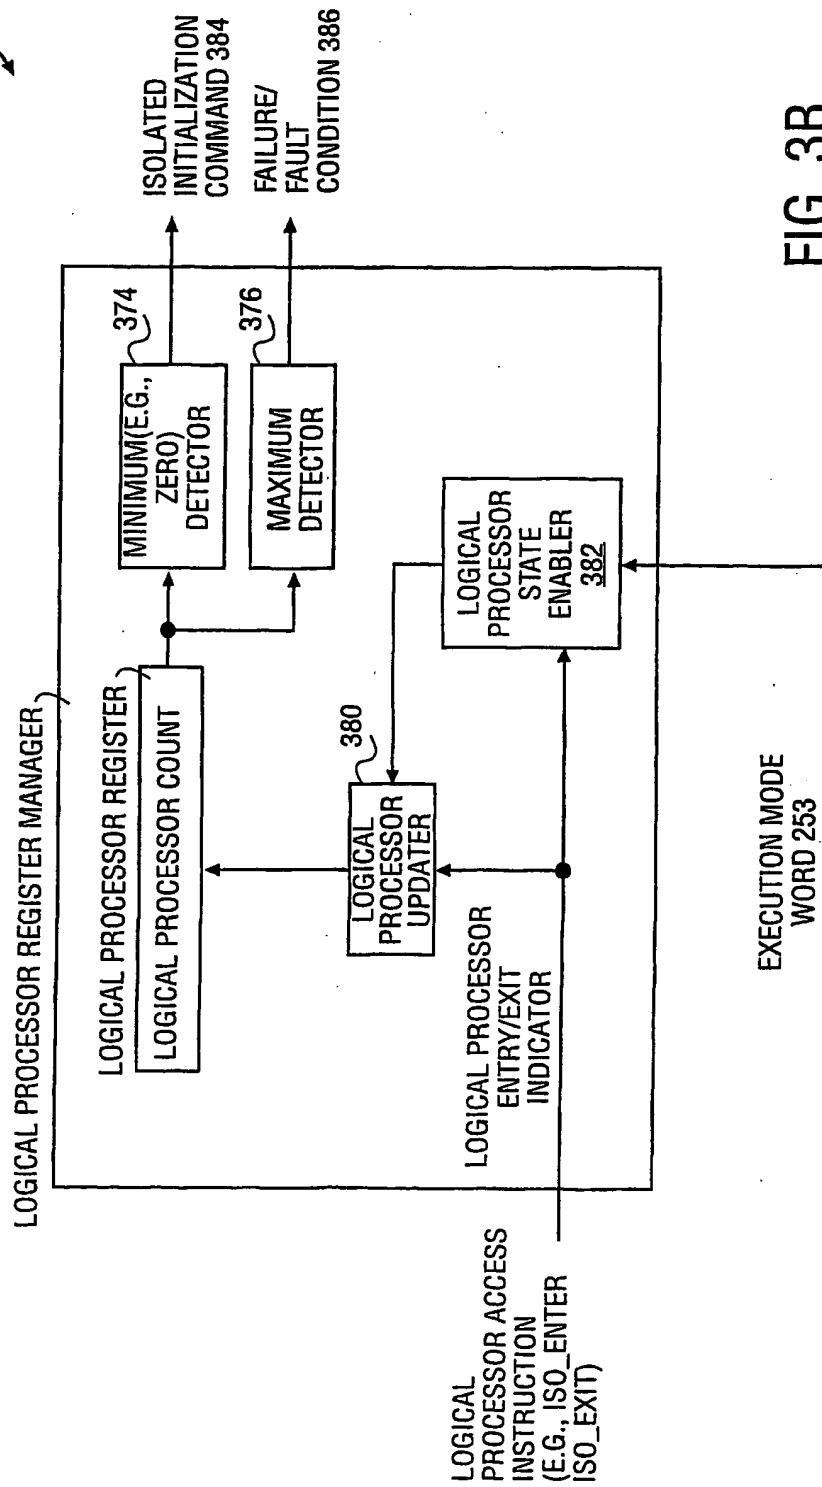 LOGICAL PROCESSOR REGISTER MANAGER
LOGICAL PROCESSOR REGISTER
LOGICAL PROCESSOR COUNT
MINIMUM(E.G.,
ZERO)
DETECTOR
374
ISOLATED
INITIALIZATION
COMMAND 384
MAXIMUM
DETECTOR
376
FAILURE/
FAULT
CONDITION 386
LOGICAL
PROCESSOR
UPDATER
380
LOGICAL
PROCESSOR
STATE
ENABLER
382
LOGICAL PROCESSOR
ENTRY/EXIT
INDICATOR
LOGICAL
PROCESSOR ACCESS
INSTRUCTION
(E.G., ISO_ENTER
ISO_EXIT)
EXECUTION MODE
WORD 253
FIG. 3B